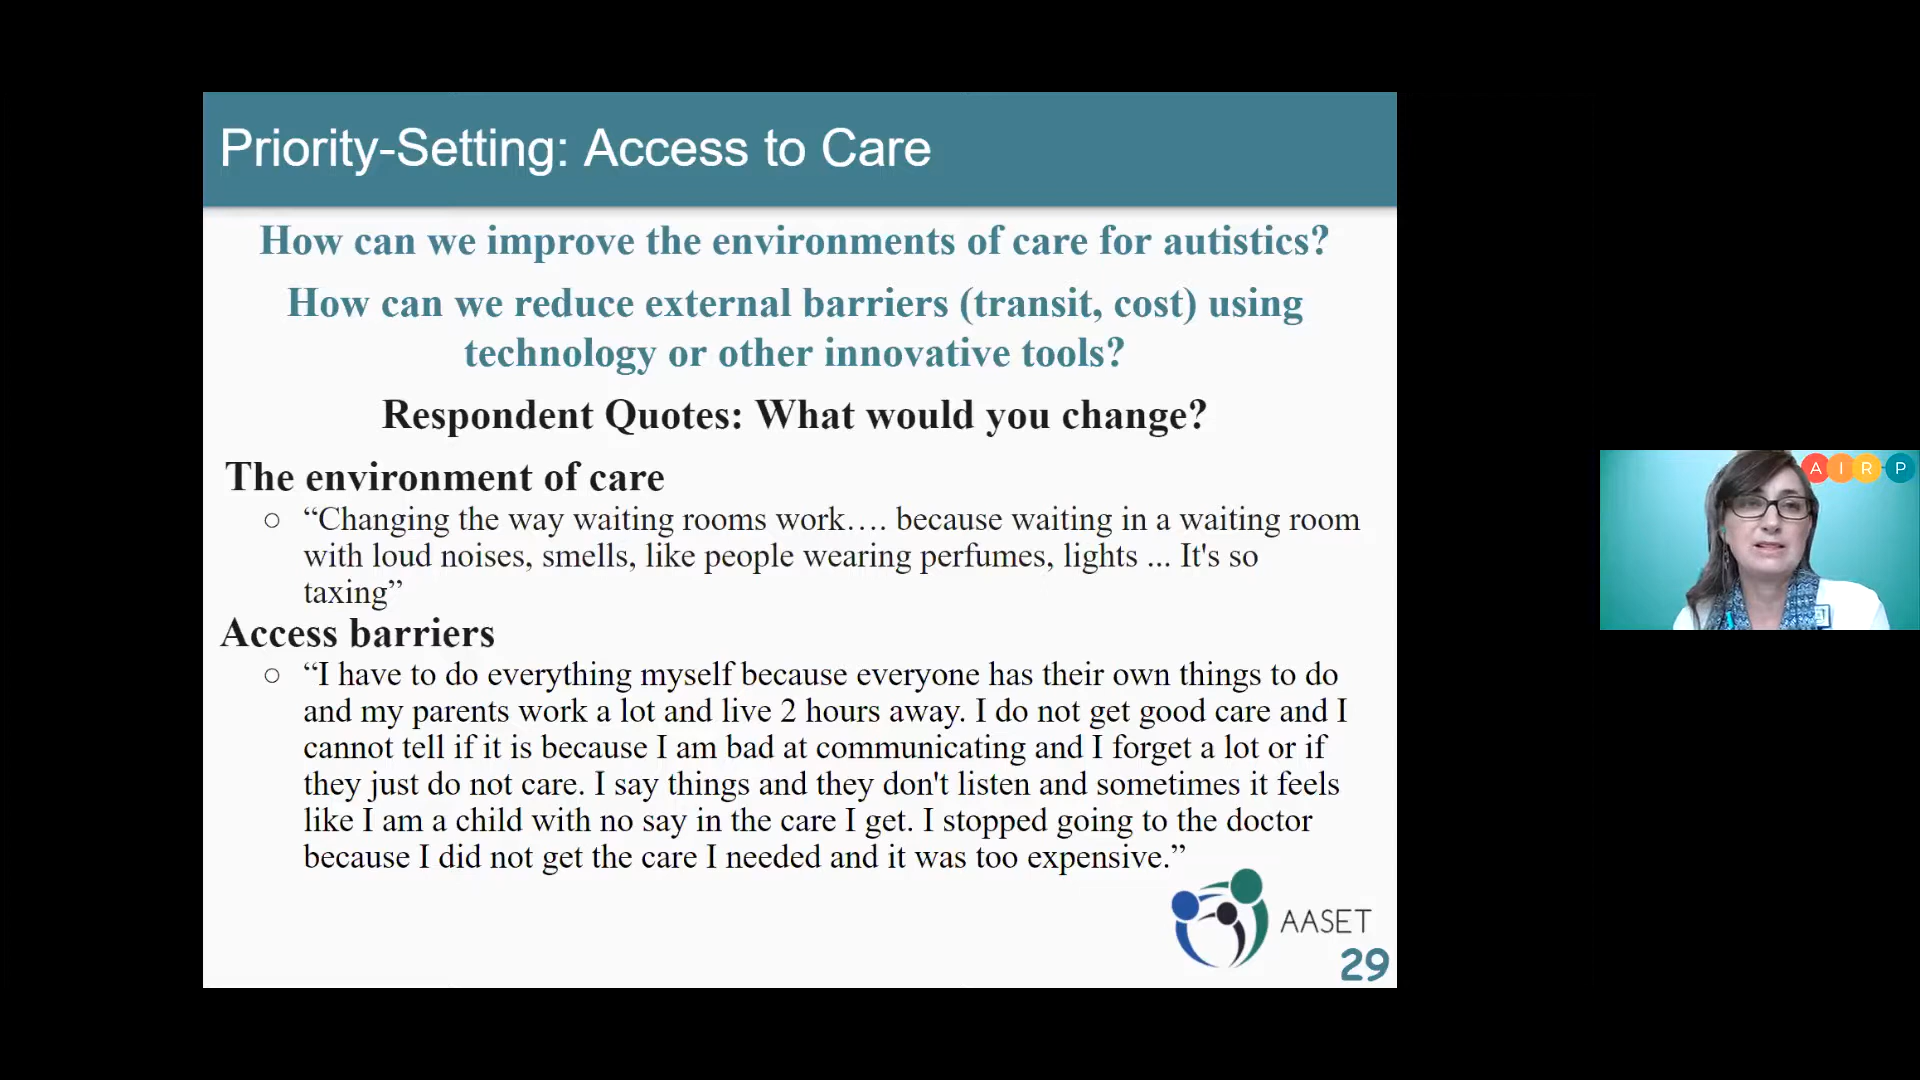 Priority-Setting: Access to Care
How can we improve the environments of care for autistics?
How can we reduce external barriers (transit, cost) using
technology or other innovative tools?
Respondent Quotes: What would you change?
The environment of care
○ “Changing the way waiting rooms work…. because waiting in a waiting room
with loud noises, smells, like people wearing perfumes, lights ... It's so
taxing”
Access barriers
○ “I have to do everything myself because everyone has their own things to do
and my parents work a lot and live 2 hours away. I do not get good care and I
cannot tell if it is because I am bad at communicating and I forget a lot or if
they just do not care. I say things and they don't listen and sometimes it feels
like I am a child with no say in the care I get. I stopped going to the doctor
because I did not get the care I needed and it was too expensive.”
AASET
29
A I R - P